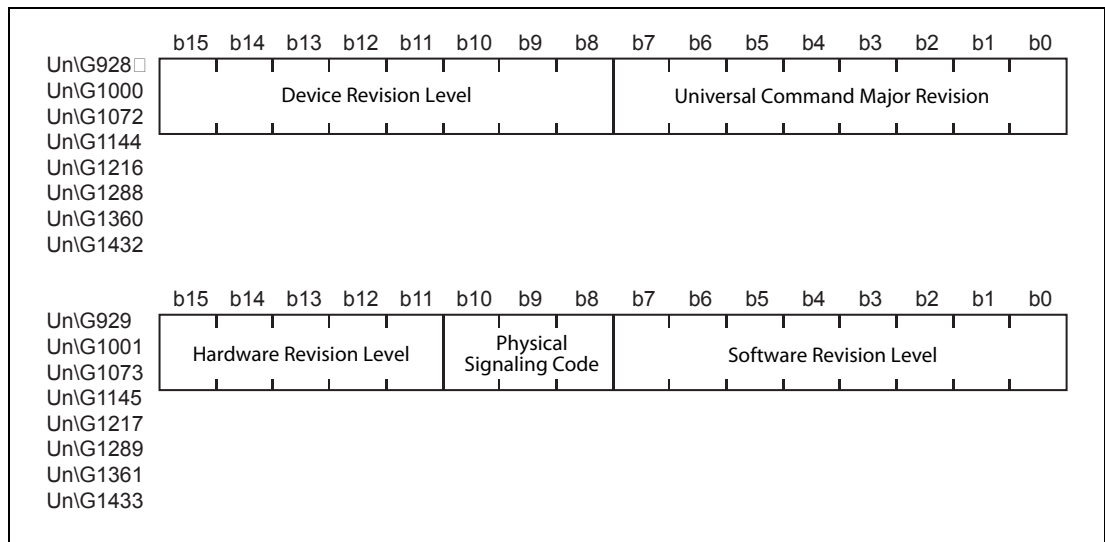 b15 b14 b13 b12 b11 b10 b9 b8 b7 b6 b5 b4 b3 b2 b1 b0
Un\G928□
Un\G1000
Device Revision Level Universal Command Major Revision
Un\G1072
Un\G1144
Un\G1216
Un\G1288
Un\G1360
Un\G1432
b15 b14 b13 b12 b11 b10 b9 b8 b7 b6 b5 b4 b3 b2 b1 b0
Un\G929
Un\G1001
Hardware Revision Level
Physical
Signaling Code
Software Revision Level
Un\G1073
Un\G1145
Un\G1217
Un\G1289
Un\G1361
Un\G1433